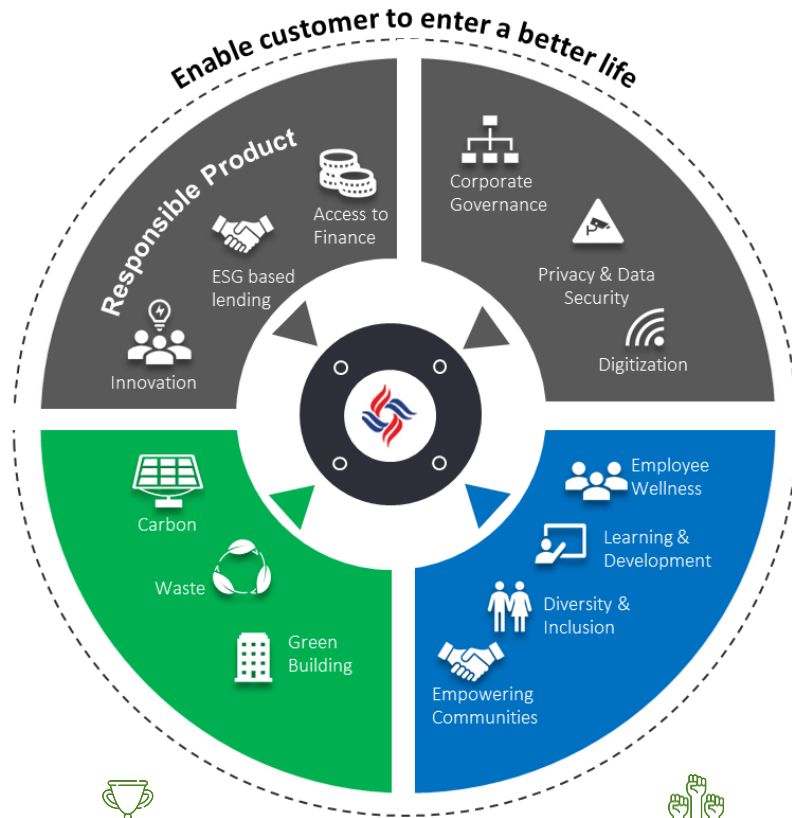 Enable customer to enter a better life
Responsible Product
Access to
Finance
ESG based
lending
Innovation
Corporate
Governance
Privacy & Data
Security
Digitization
Carbon
Waste
Green
Building
Employee
Wellness
Learning &
Development
Diversity &
Inclusion
Empowering
Communities